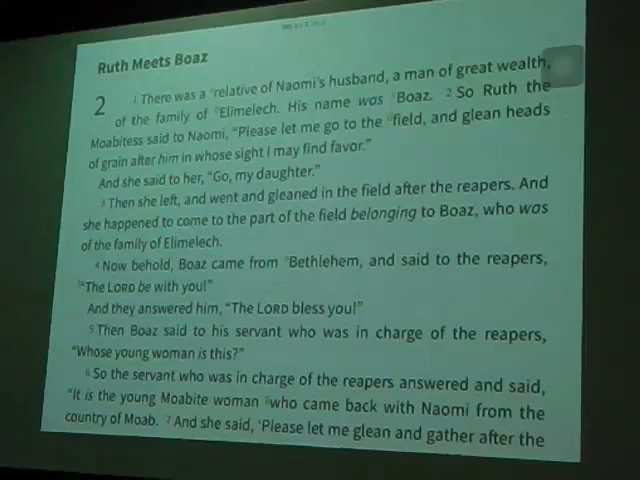 Ruth Meets Boaz
2 1 There was a relative of Naomi's husband, a man of great wealth,
of the family of Elimelech. His name was Boaz. 2 So Ruth the
Moabitess said to Naomi, "Please let me go to the field, and glean heads
of grain after him in whose sight I may find favor."
And she said to her, "Go, my daughter."
3 Then she left, and went and gleaned in the field after the reapers. And
she happened to come to the part of the field belonging to Boaz, who was
of the family of Elimelech.
4 Now behold, Boaz came from Bethlehem, and said to the reapers,
"The LORD be with you!"
And they answered him, "The LORD bless you!"
5 Then Boaz said to his servant who was in charge of the reapers,
"Whose young woman is this?"
6 So the servant who was in charge of the reapers answered and said,
"It is the young Moabite woman who came back with Naomi from the
country of Moab. 7 And she said, 'Please let me glean and gather after the